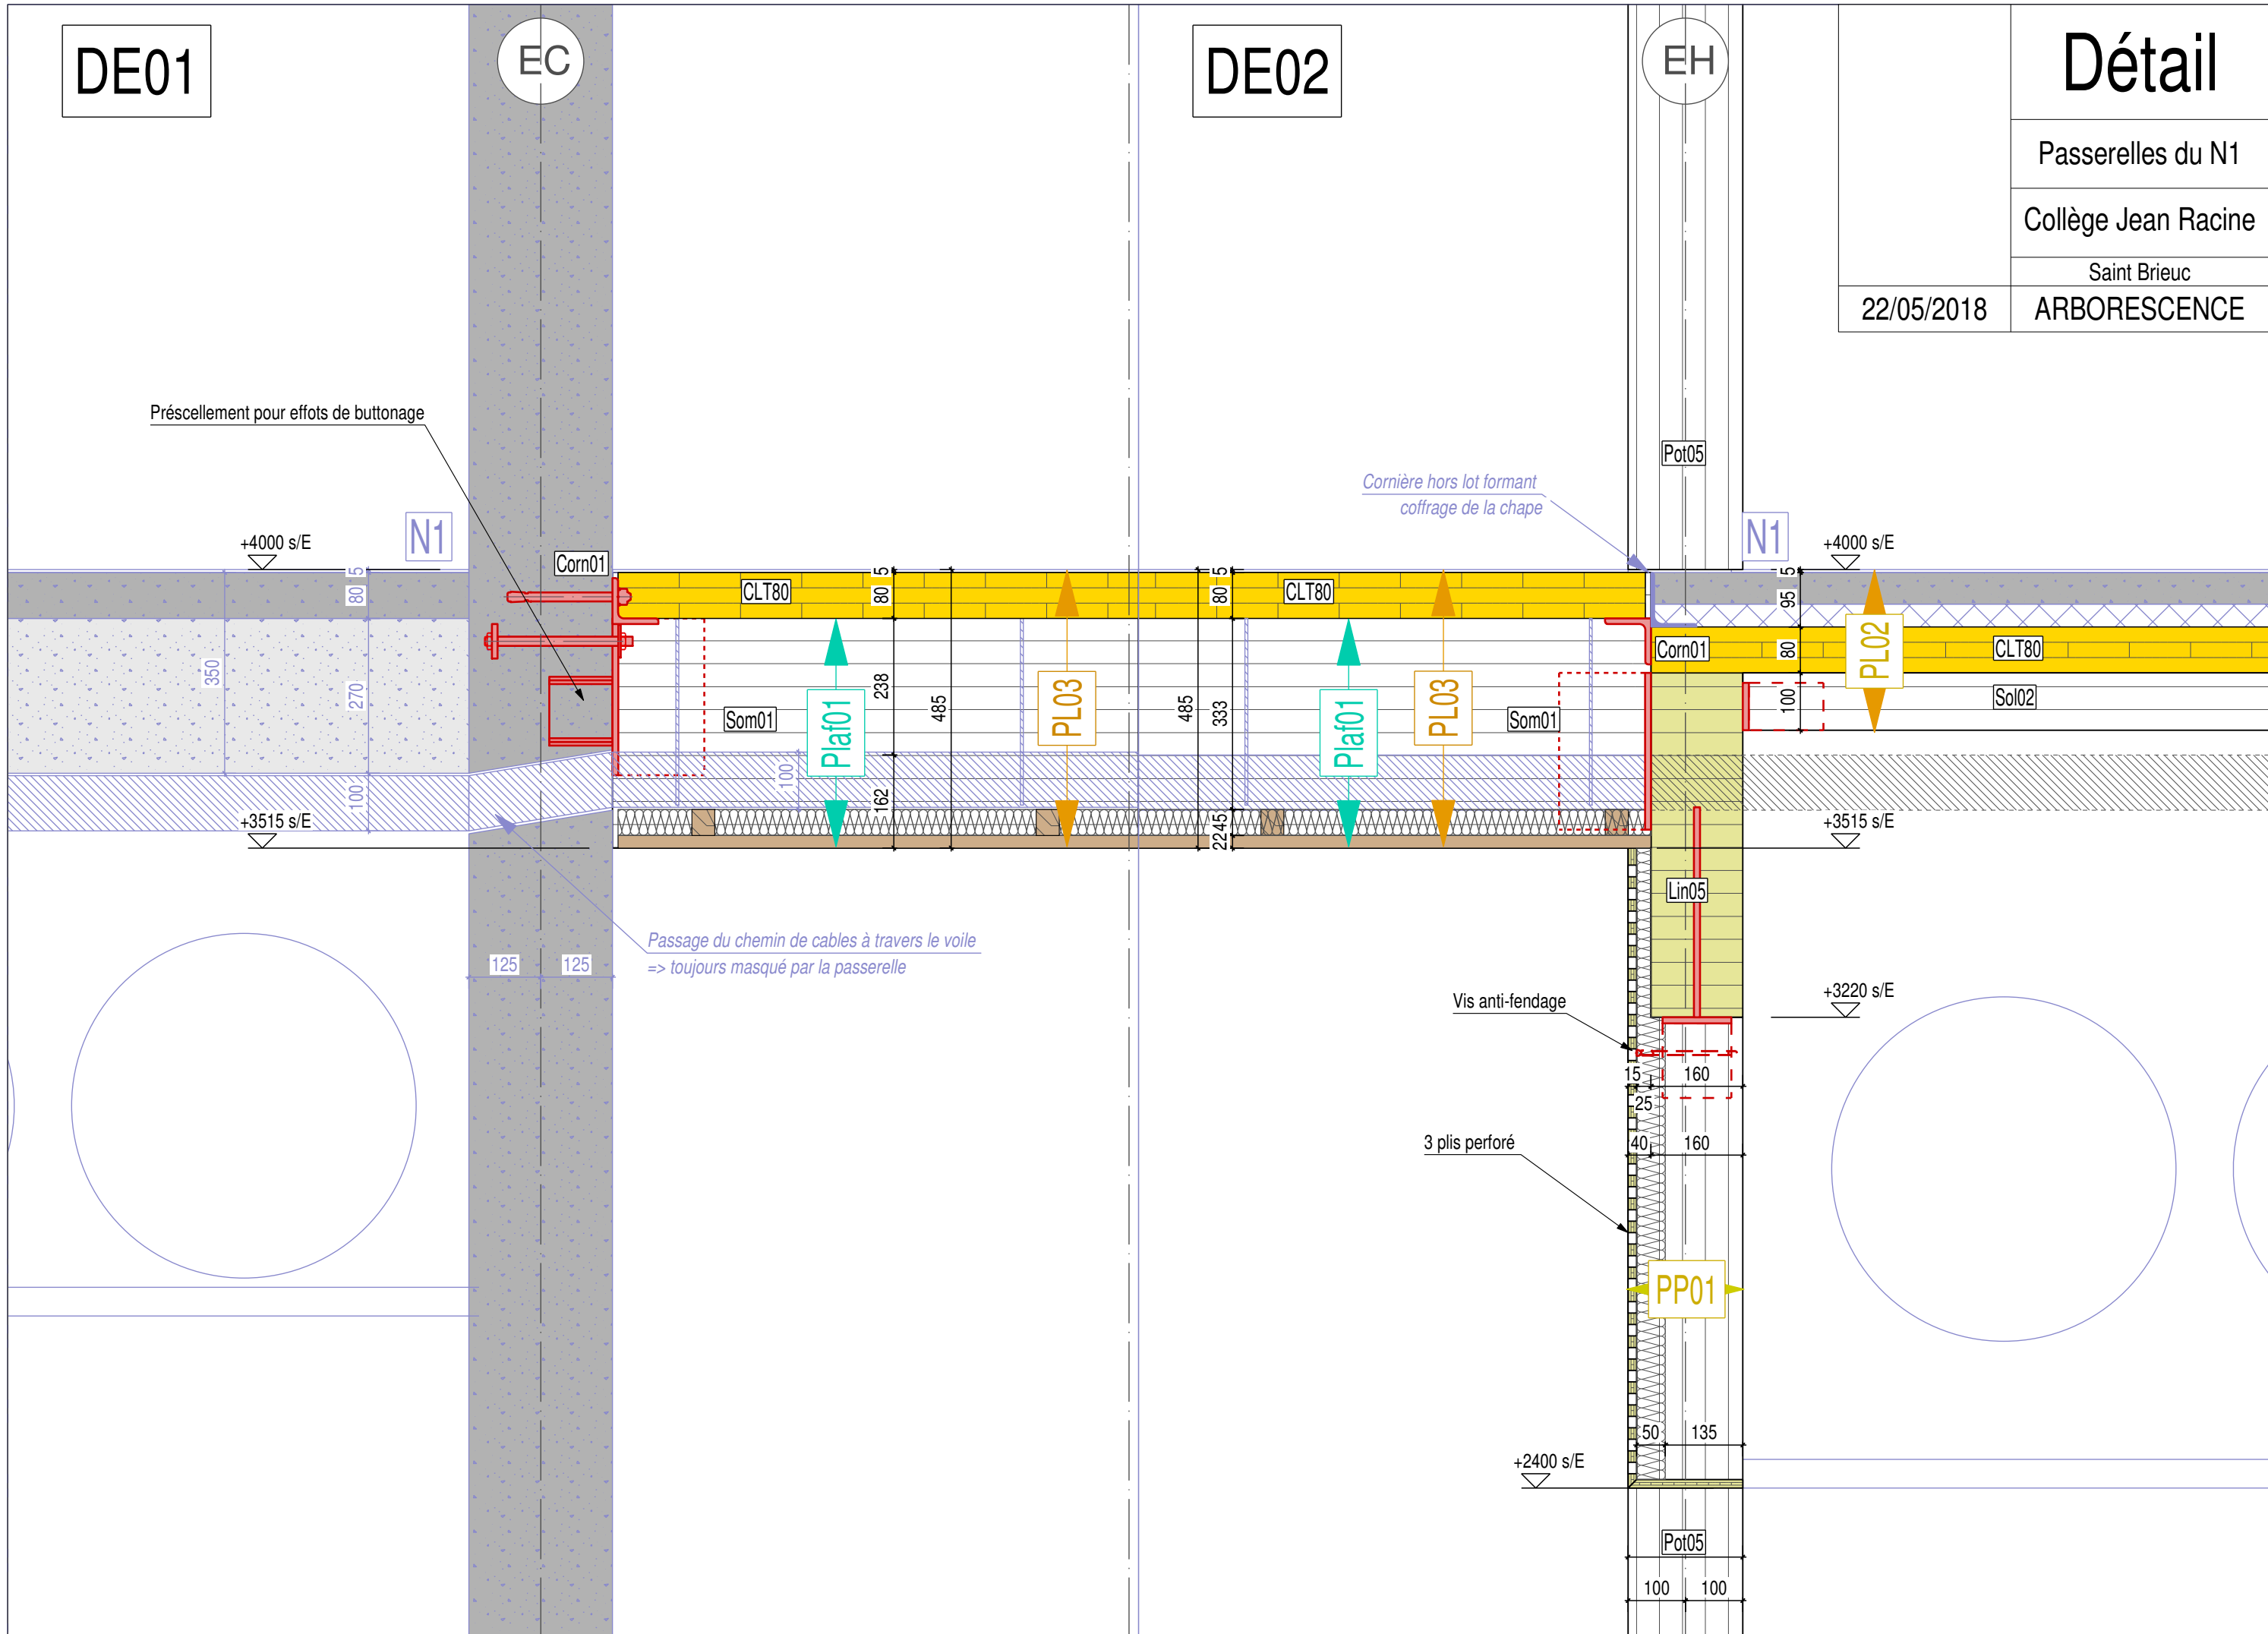 DE01
EC
DE02
EH
Détail
Passerelles du N1
Collège Jean Racine
Saint Brieuc
22/05/2018
ARBORESCENCE
Préscellement pour effots de buttonage
Pot05
Cornière hors lot formant
coffrage de la chape
N1
+4000 s/E
Corn01
N1
+4000 s/E
5
80
CLT80
5
80
5
80
CLT80
5
95
350
270
238
485
485
333
Som01
Plaf01
PL03
Plaf01
PL03
Som01
Corn01
80
PL02
CLT80
100
Sol02
100
100
162
45
22
+3515 s/E
+3515 s/E
Lin05
Passage du chemin de cables à travers le voile
=> toujours masqué par la passerelle
125
125
Vis anti-fendage
+3220 s/E
15
160
25
40
160
3 plis perforé
PP01
50
135
+2400 s/E
Pot05
100
100